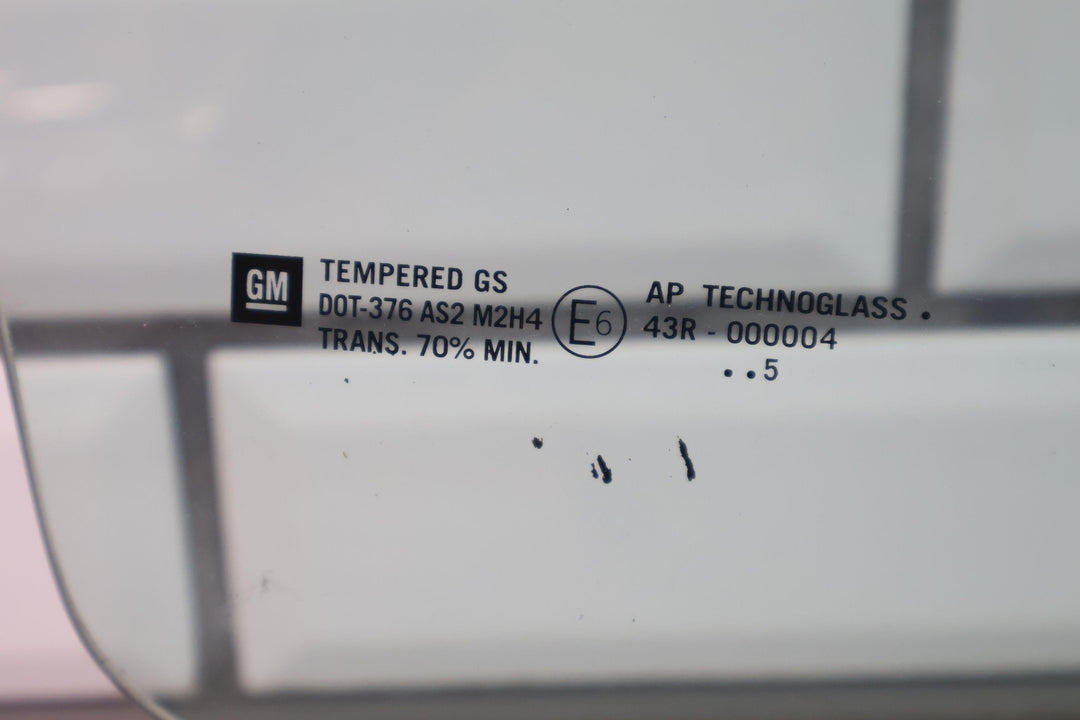 GM
TEMPERED GS
DOT-376 AS2 M2H4
TRANS. 70% MIN.
E6
AP TECHNOGLASS .
43R - 000004
. . 5